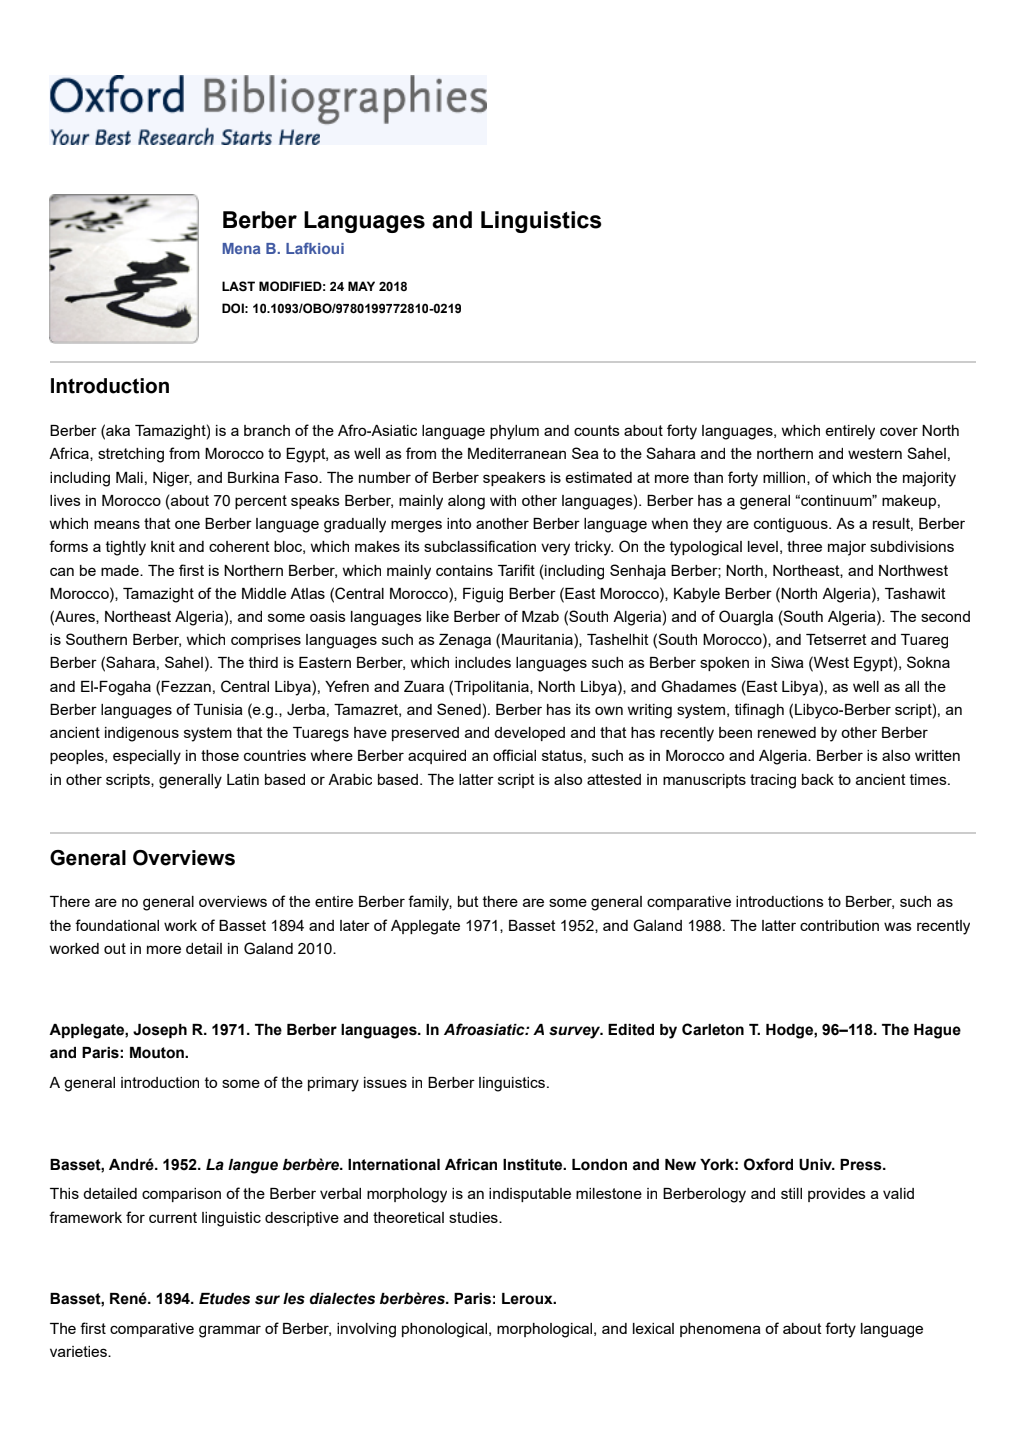 Oxford Bibliographies
Your Best Research Starts Here
Berber Languages and Linguistics
Mena B. Lafkioui
LAST MODIFIED: 24 MAY 2018
DOI: 10.1093/OBO/9780199772810-0219
Introduction
Berber (aka Tamazight) is a branch of the Afro-Asiatic language phylum and counts about forty languages, which entirely cover North
Africa, stretching from Morocco to Egypt, as well as from the Mediterranean Sea to the Sahara and the northern and western Sahel,
including Mali, Niger, and Burkina Faso. The number of Berber speakers is estimated at more than forty million, of which the majority
lives in Morocco (about 70 percent speaks Berber, mainly along with other languages). Berber has a general “continuum” makeup,
which means that one Berber language gradually merges into another Berber language when they are contiguous. As a result, Berber
forms a tightly knit and coherent bloc, which makes its subclassification very tricky. On the typological level, three major subdivisions
can be made. The first is Northern Berber, which mainly contains Tarifit (including Senhaja Berber; North, Northeast, and Northwest
Morocco), Tamazight of the Middle Atlas (Central Morocco), Figuig Berber (East Morocco), Kabyle Berber (North Algeria), Tashawit
(Aures, Northeast Algeria), and some oasis languages like Berber of Mzab (South Algeria) and of Ouargla (South Algeria). The second
is Southern Berber, which comprises languages such as Zenaga (Mauritania), Tashelhit (South Morocco), and Tetserret and Tuareg
Berber (Sahara, Sahel). The third is Eastern Berber, which includes languages such as Berber spoken in Siwa (West Egypt), Sokna
and El-Fogaha (Fezzan, Central Libya), Yefren and Zuara (Tripolitania, North Libya), and Ghadames (East Libya), as well as all the
Berber languages of Tunisia (e.g., Jerba, Tamazret, and Sened). Berber has its own writing system, tifinagh (Libyco-Berber script), an
ancient indigenous system that the Tuaregs have preserved and developed and that has recently been renewed by other Berber
peoples, especially in those countries where Berber acquired an official status, such as in Morocco and Algeria. Berber is also written
in other scripts, generally Latin based or Arabic based. The latter script is also attested in manuscripts tracing back to ancient times.
General Overviews
There are no general overviews of the entire Berber family, but there are some general comparative introductions to Berber, such as
the foundational work of Basset 1894 and later of Applegate 1971, Basset 1952, and Galand 1988. The latter contribution was recently
worked out in more detail in Galand 2010.
Applegate, Joseph R. 1971. The Berber languages. In Afroasiatic: A survey. Edited by Carleton T. Hodge, 96–118. The Hague
and Paris: Mouton.
A general introduction to some of the primary issues in Berber linguistics.
Basset, André. 1952. La langue berbère. International African Institute. London and New York: Oxford Univ. Press.
This detailed comparison of the Berber verbal morphology is an indisputable milestone in Berberology and still provides a valid
framework for current linguistic descriptive and theoretical studies.
Basset, René. 1894. Etudes sur les dialectes berbères. Paris: Leroux.
The first comparative grammar of Berber, involving phonological, morphological, and lexical phenomena of about forty language
varieties.